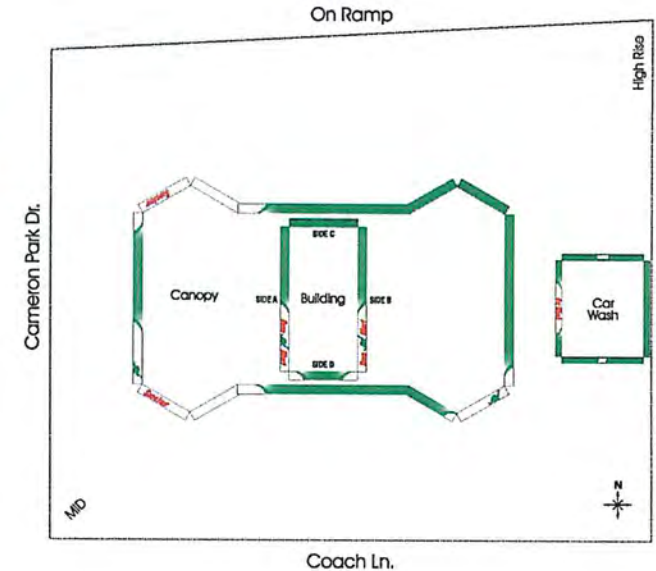 On Ramp
High Rise
Cameron Park Dr.
SIDE C
Canopy
SIDE A
Building
SIDE B
Car
Wash
SIDE D
MID
N
Coach Ln.